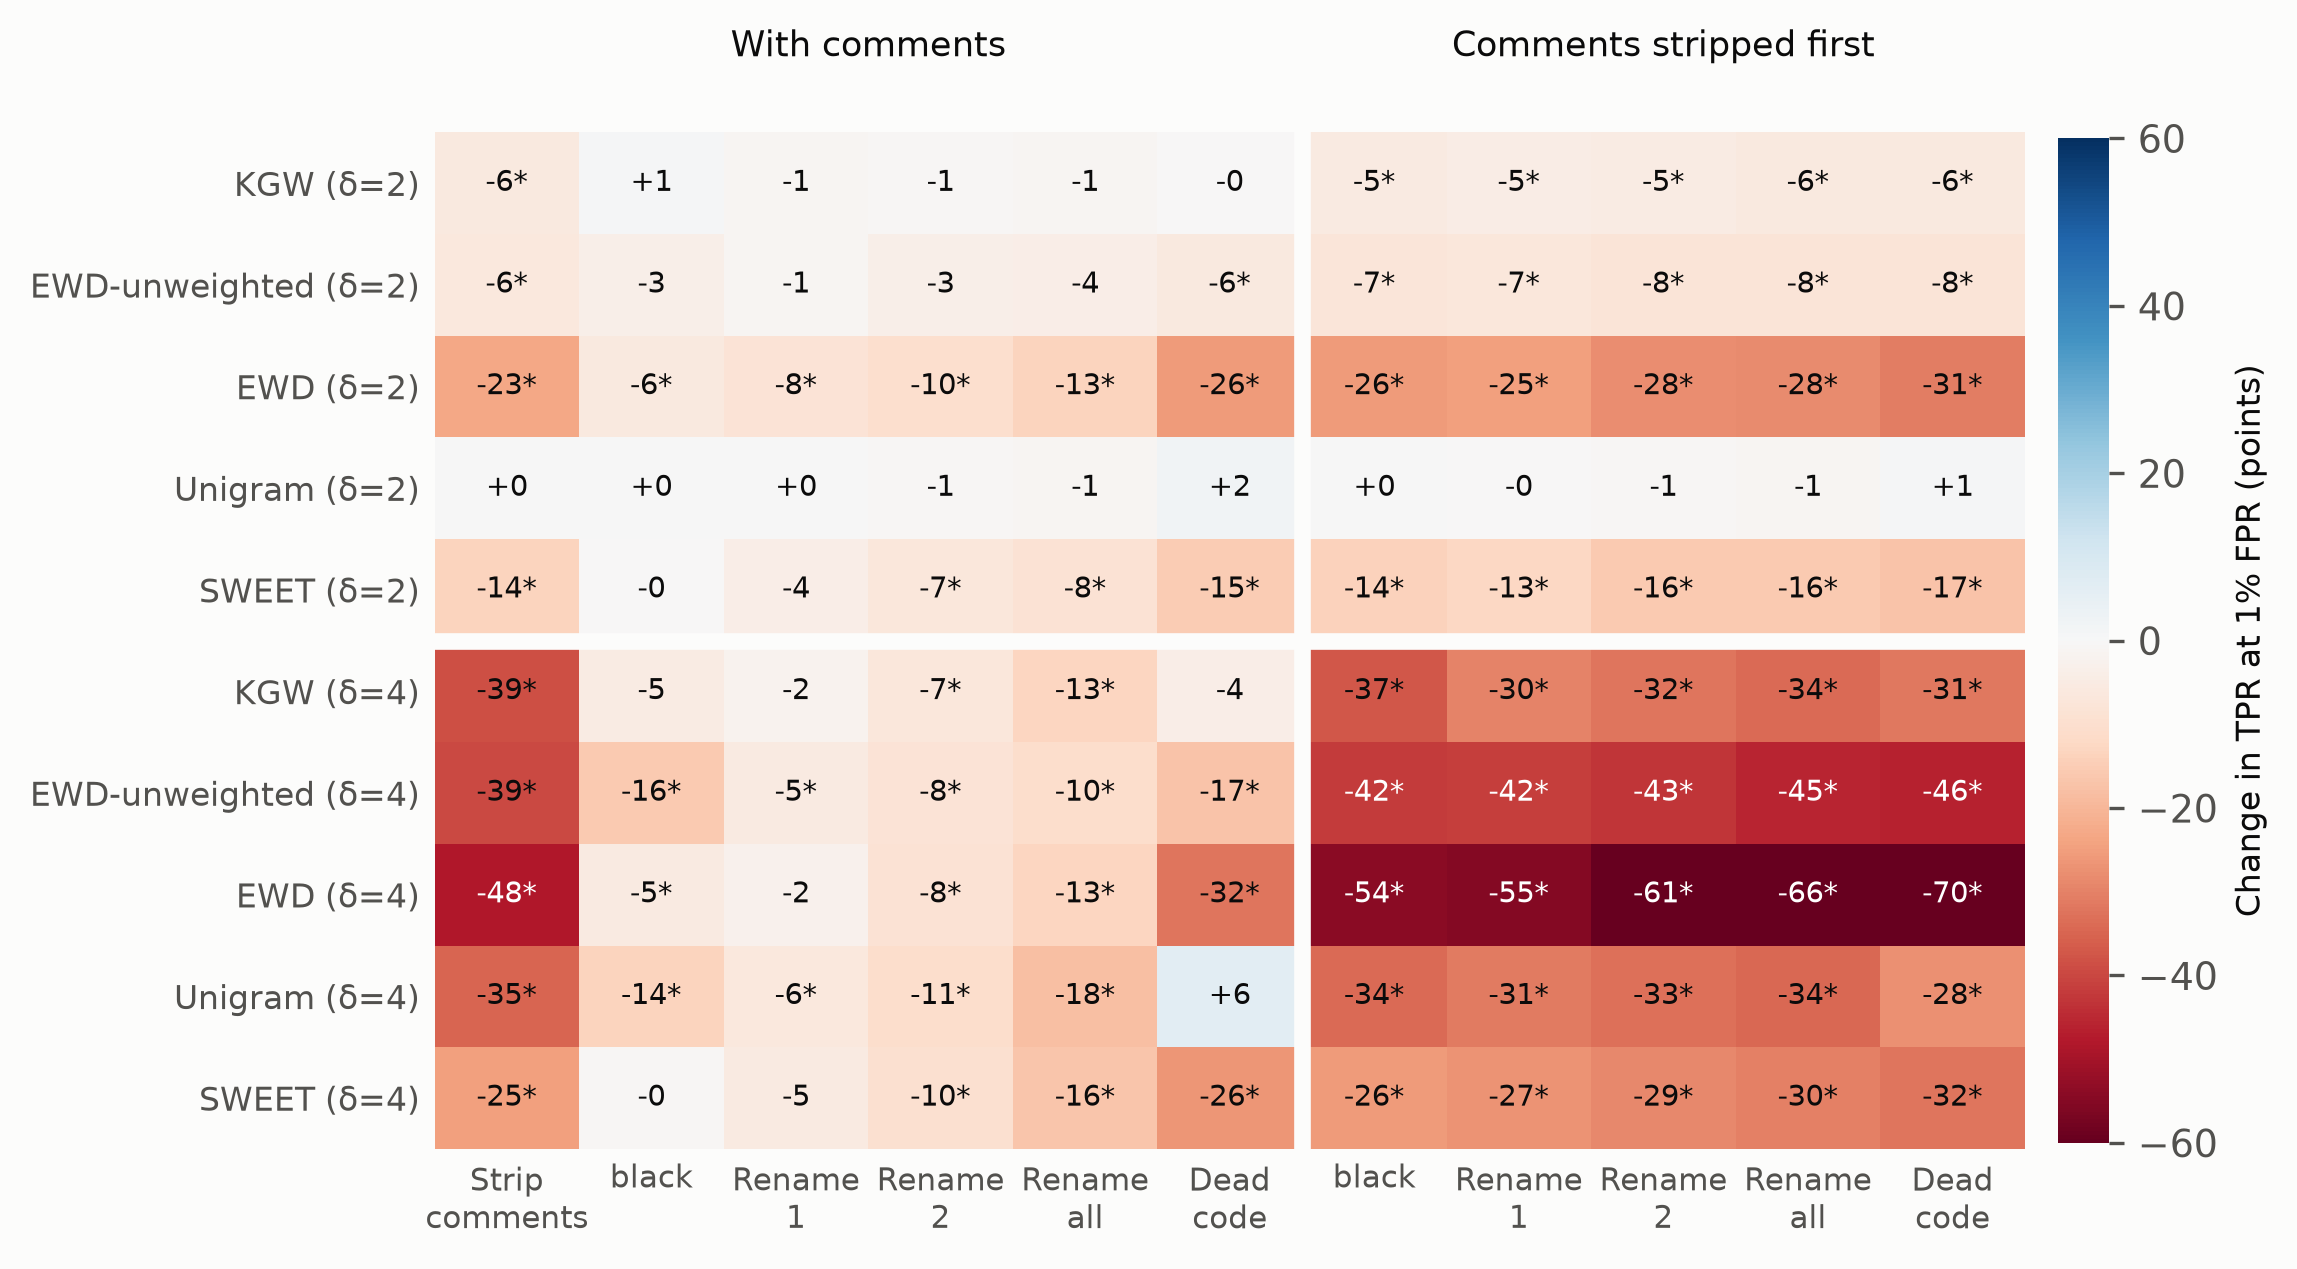 With comments
Comments stripped first
KGW (δ=2) -6* +1 -1 -1 -1 -0 -5* -5* -5* -6* -6*
EWD-unweighted (δ=2) -6* -3 -1 -3 -4 -6* -7* -7* -8* -8* -8*
EWD (δ=2) -23* -6* -8* -10* -13* -26* -26* -25* -28* -28* -31*
Unigram (δ=2) +0 +0 +0 -1 -1 +2 +0 -0 -1 -1 +1
SWEET (δ=2) -14* -0 -4 -7* -8* -15* -14* -13* -16* -16* -17*
KGW (δ=4) -39* -5 -2 -7* -13* -4 -37* -30* -32* -34* -31*
EWD-unweighted (δ=4) -39* -16* -5* -8* -10* -17* -42* -42* -43* -45* -46*
EWD (δ=4) -48* -5* -2 -8* -13* -32* -54* -55* -61* -66* -70*
Unigram (δ=4) -35* -14* -6* -11* -18* +6 -34* -31* -33* -34* -28*
SWEET (δ=4) -25* -0 -5 -10* -16* -26* -26* -27* -29* -30* -32*
Strip
comments
black
Rename
1
Rename
2
Rename
all
Dead
code
black
Rename
1
Rename
2
Rename
all
Dead
code
60
40
20
0
−20
−40
−60
Change in TPR at 1% FPR (points)